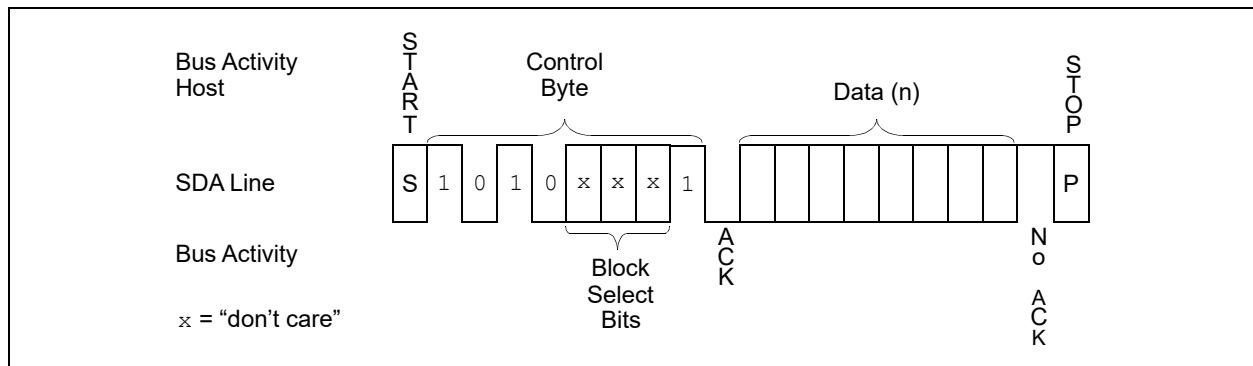 Bus Activity
Host
START
Control
Byte
Data (n)
STOP
SDA Line
S 1 0 1 0 x x x 1 P
Bus Activity
ACK
No ACK
Block
Select
Bits
x = “don’t care”